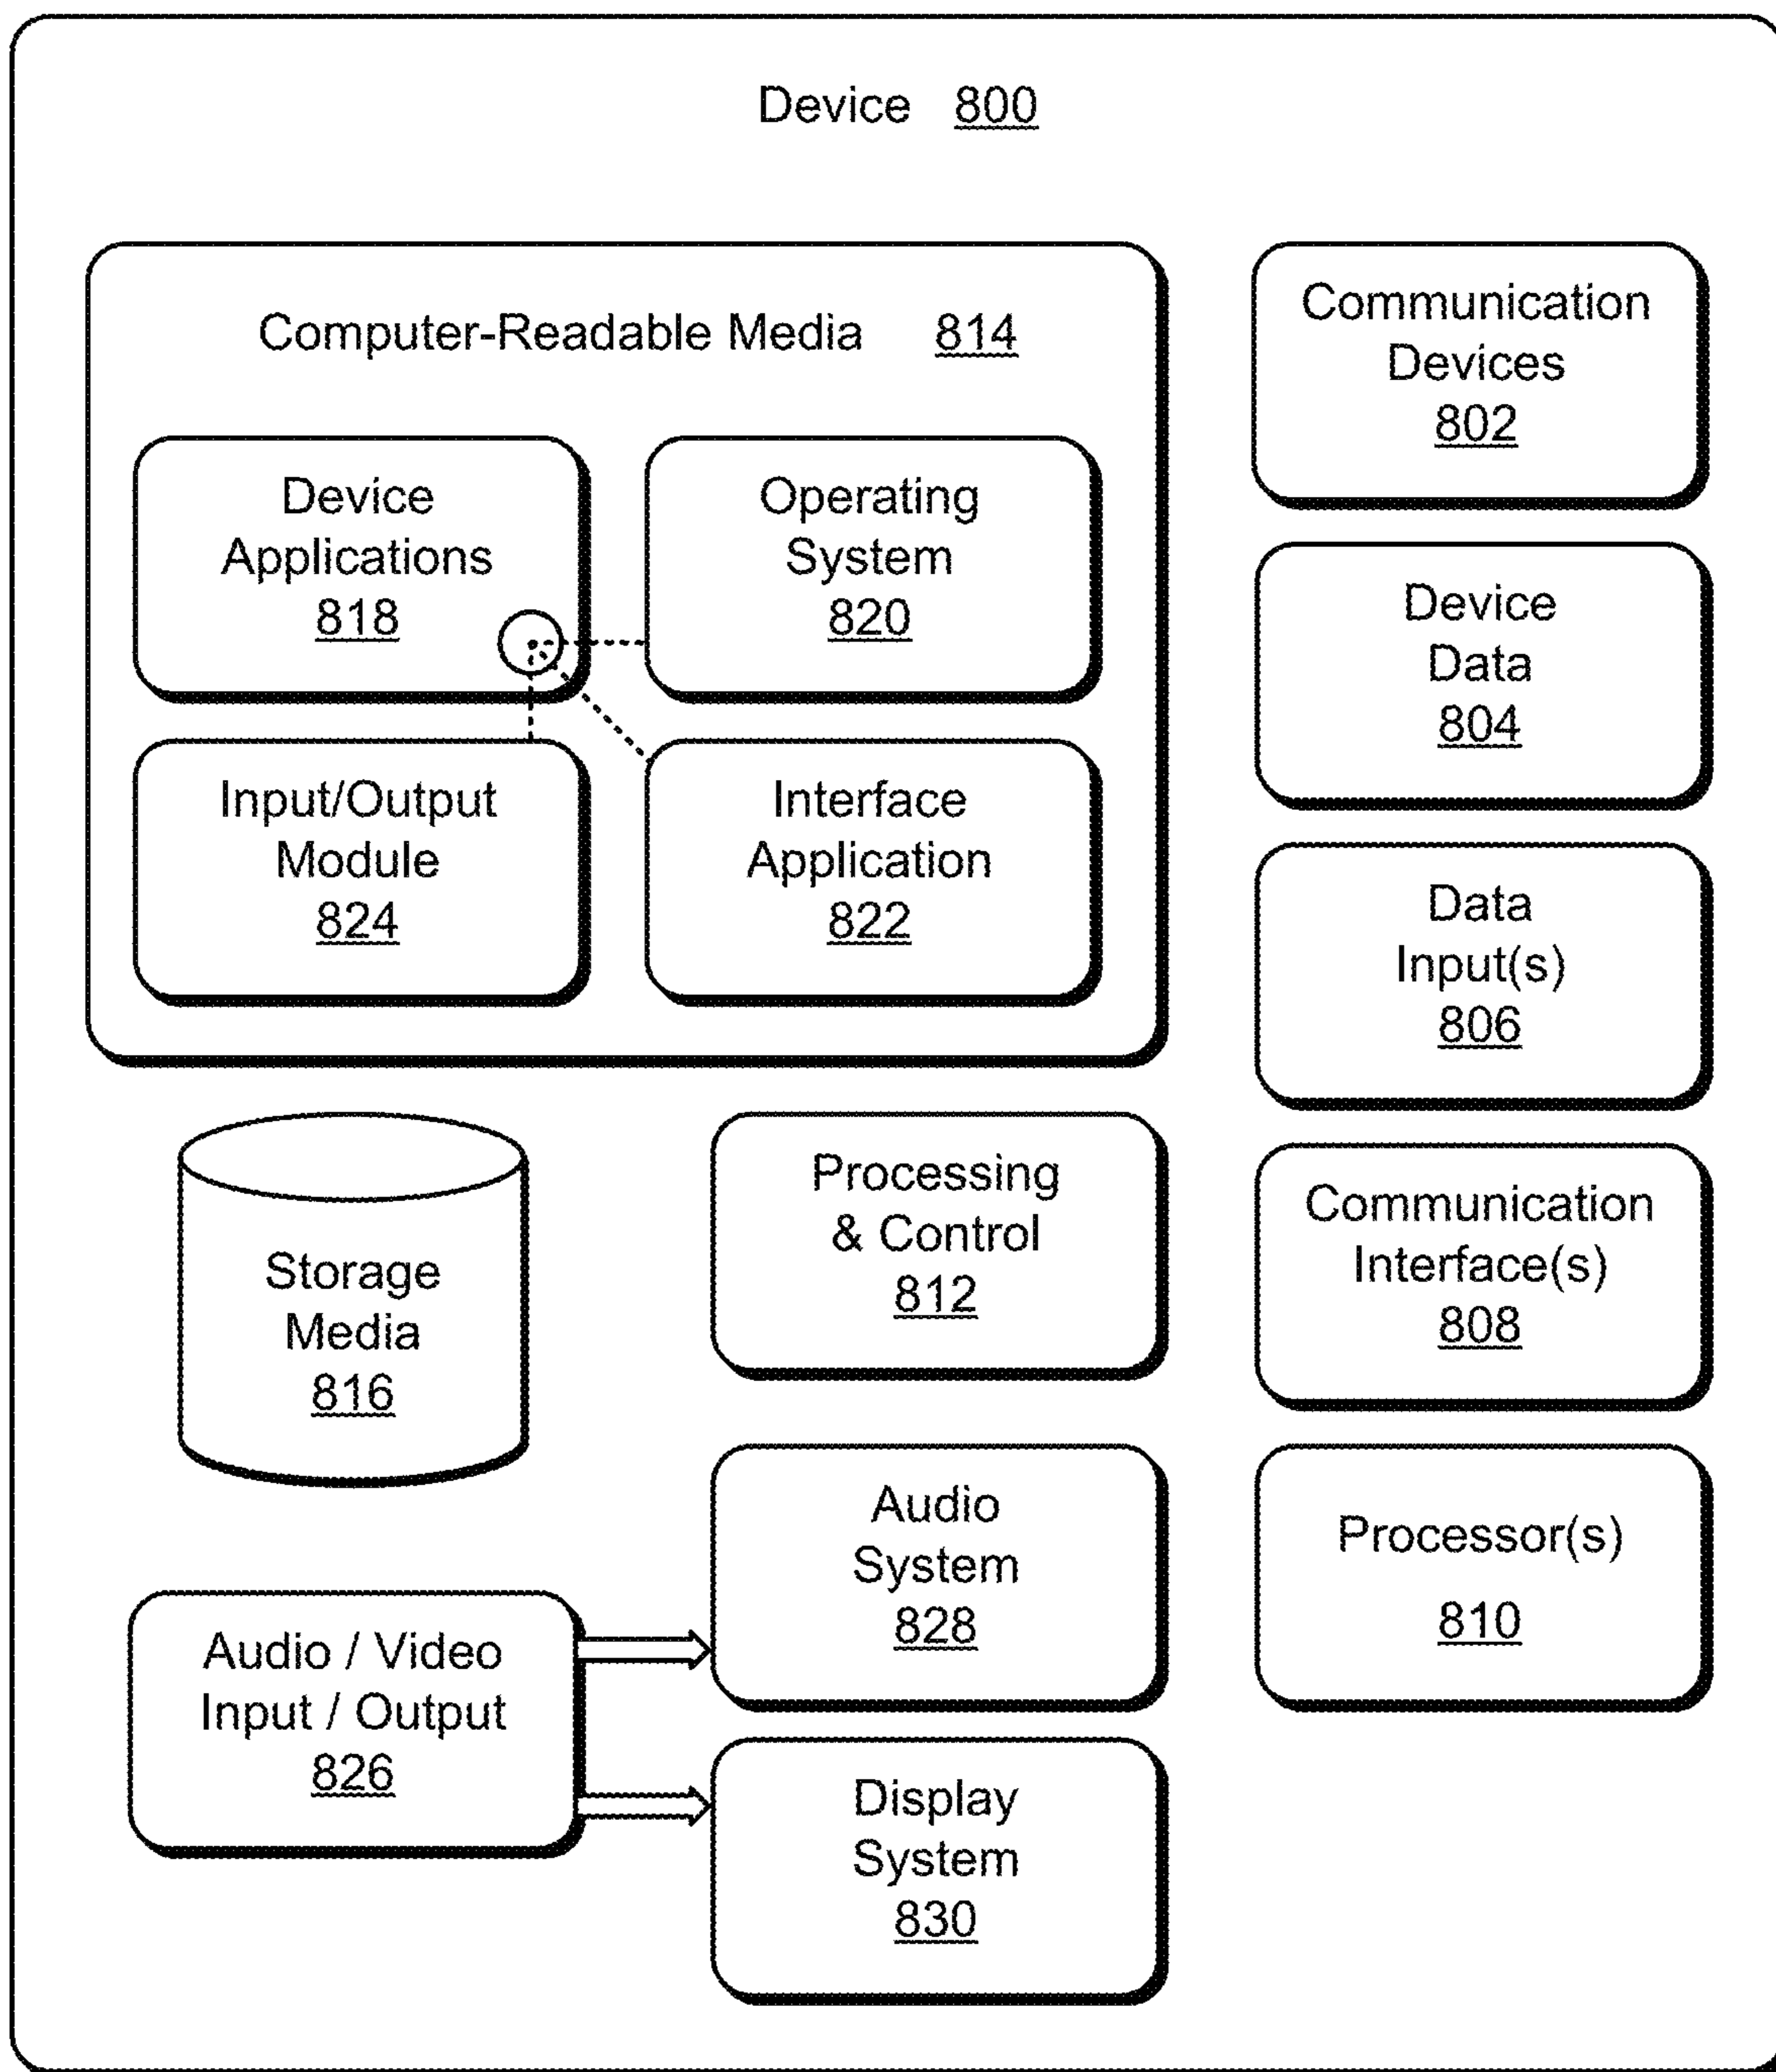 Device 800
Computer-Readable Media 814
Device
Applications
818
Operating
System
820
Input/Output
Module
824
Interface
Application
822
Storage
Media
816
Processing
& Control
812
Audio / Video
Input / Output
826
Audio
System
828
Display
System
830
Communication
Devices
802
Device
Data
804
Data
Input(s)
806
Communication
Interface(s)
808
Processor(s)
810